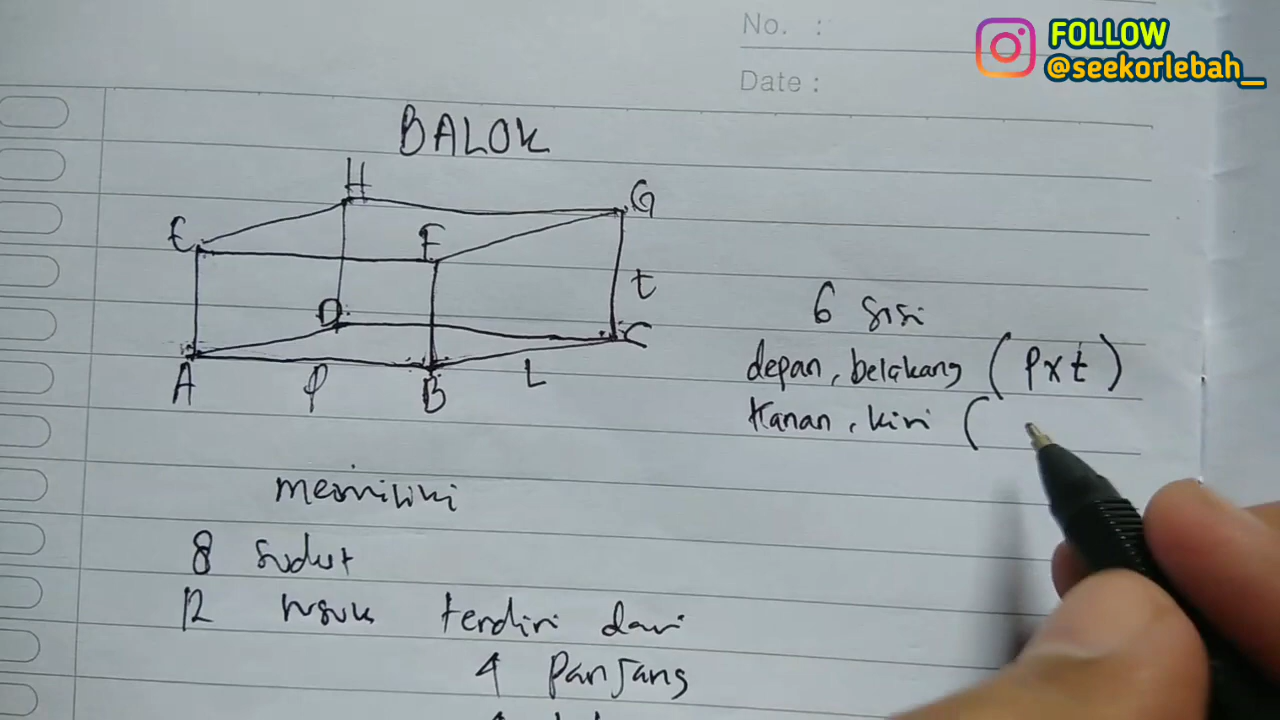 No. :
Date :
FOLLOW
@seekorlebah_
BALOK
H
G
E
F
t
D
C
A
P
B
L
6 sisi
depan, belakang (pxt)
kanan, kiri (
memiliki
8 sudut
12 rusuk terdiri dari
4 panjang